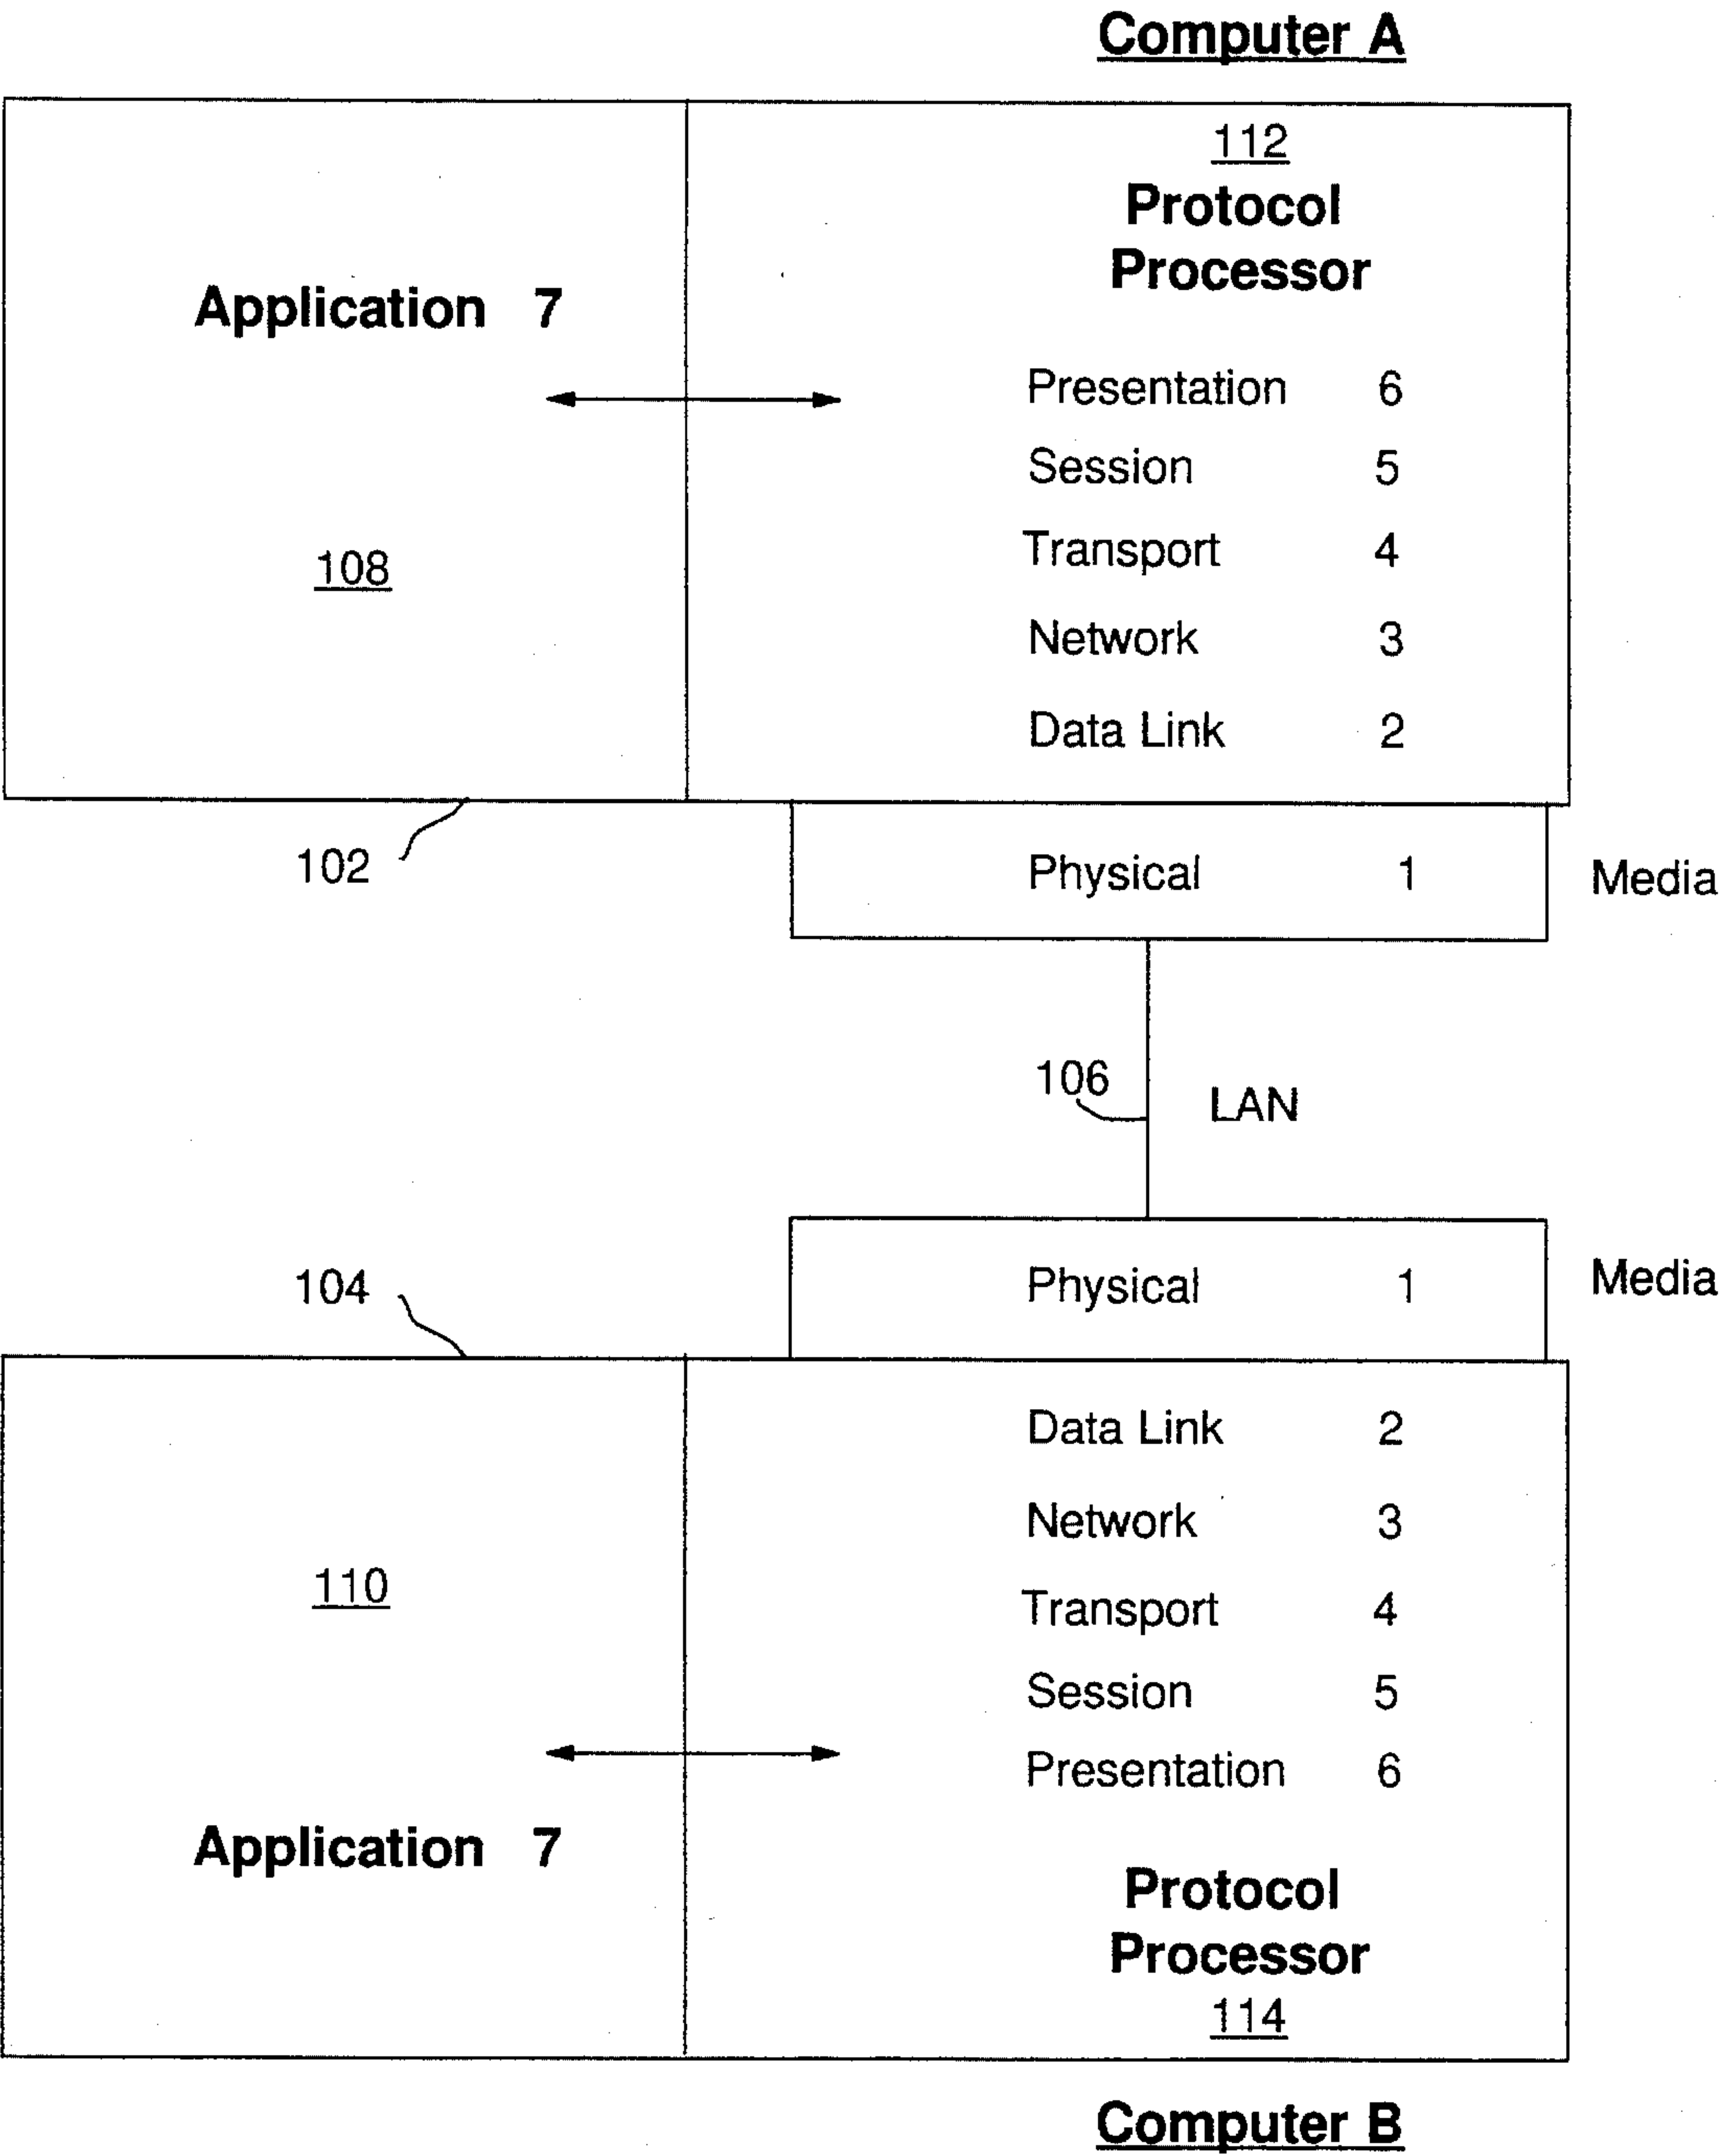 Computer A
112
Protocol
Processor
Application 7
Presentation 6
Session 5
Transport 4
108
Network 3
Data Link 2
102
Physical 1
Media
106
LAN
104
Physical 1
Media
Data Link 2
Network 3
110
Transport 4
Session 5
Presentation 6
Application 7
Protocol
Processor
114
Computer B